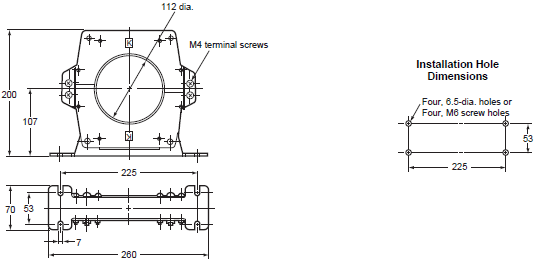 112 dia.
K
M4 terminal screws
200
107
K
Installation Hole
Dimensions
Four, 6.5-dia. holes or
Four, M6 screw holes
53
225
225
70
53
7
260